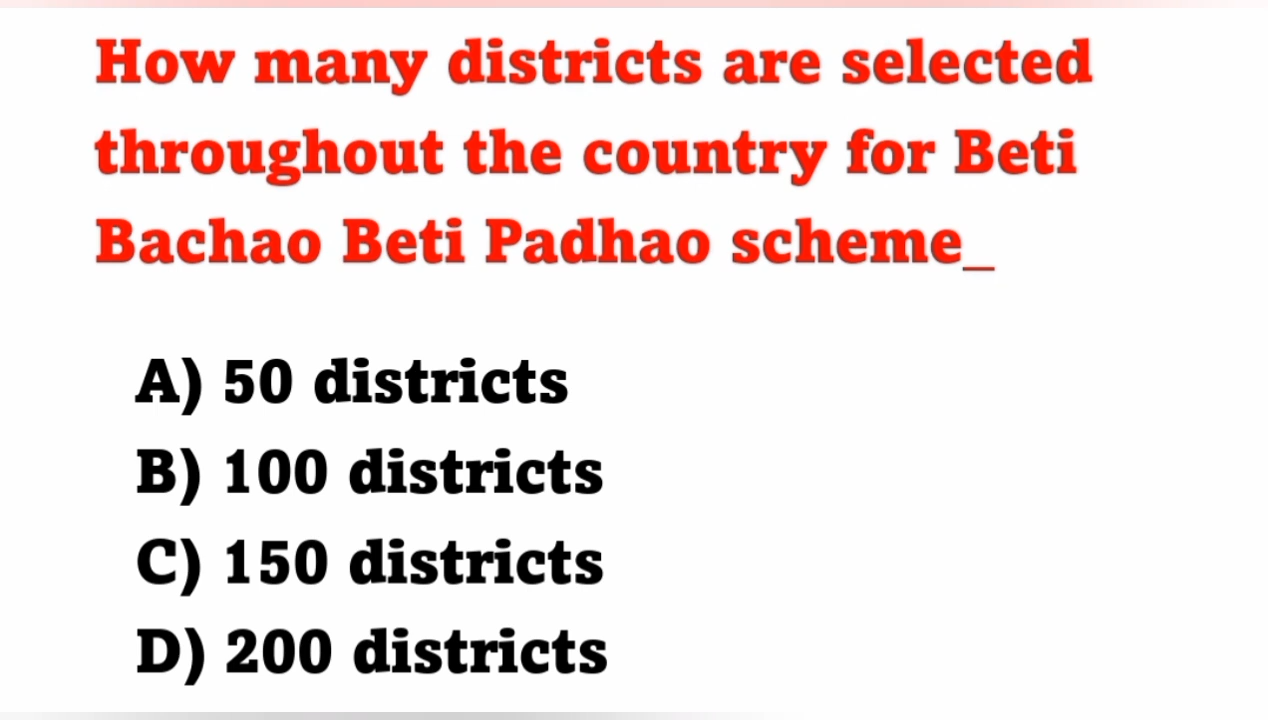 How many districts are selected
throughout the country for Beti
Bachao Beti Padhao scheme_
A) 50 districts
B) 100 districts
C) 150 districts
D) 200 districts